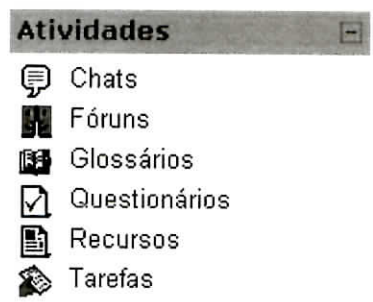 Atividades
Chats
Fóruns
Glossários
Questionários
Recursos
Tarefas